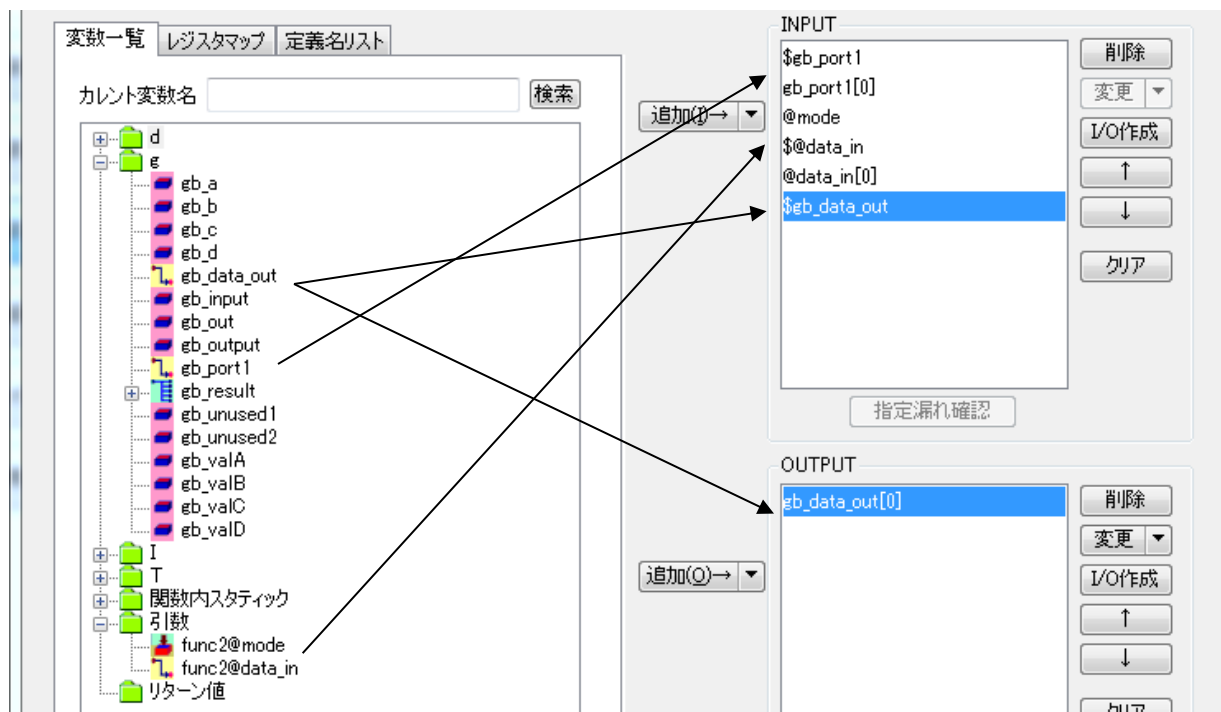 変数一覧
レジスタマップ
定義名リスト
カレント変数名
検索
d
g
gb_a
gb_b
gb_c
gb_d
gb_data_out
gb_input
gb_out
gb_output
gb_port1
gb_result
gb_unused1
gb_unused2
gb_valA
gb_valB
gb_valC
gb_valD
I
T
関数内スタティック
引数
func2@mode
func2@data_in
リターン値
追加(I)→
追加(O)→
INPUT
$gb_port1
gb_port1[0]
@mode
$@data_in
@data_in[0]
$gb_data_out
削除
変更
I/O作成
↑
↓
クリア
指定漏れ確認
OUTPUT
gb_data_out[0]
削除
変更
I/O作成
↑
↓
クリア